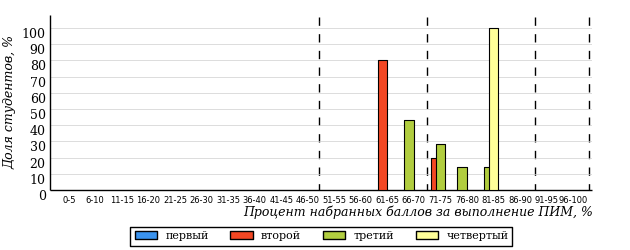 Доля студентов, %
100
90
80
70
60
50
40
30
20
10
0
0-5 6-10 11-15 16-20 21-25 26-30 31-35 36-40 41-45 46-50 51-55 56-60 61-65 66-70 71-75 76-80 81-85 86-90 91-95 96-100
Процент набранных баллов за выполнение ПИМ, %
первый второй третий четвертый